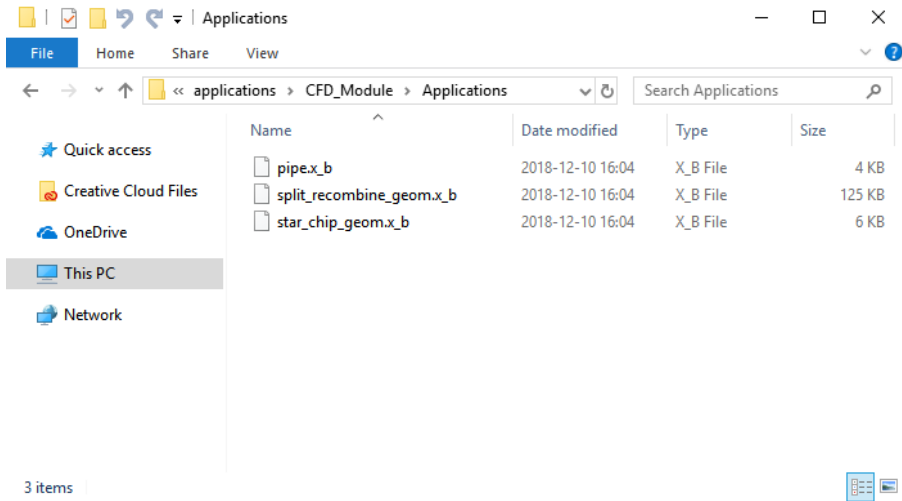 Applications
File Home Share View
« applications › CFD_Module › Applications Search Applications
Quick access
Creative Cloud Files
OneDrive
This PC
Network
Name Date modified Type Size
pipe.x_b 2018-12-10 16:04 X_B File 4 KB
split_recombine_geom.x_b 2018-12-10 16:04 X_B File 125 KB
star_chip_geom.x_b 2018-12-10 16:04 X_B File 6 KB
3 items